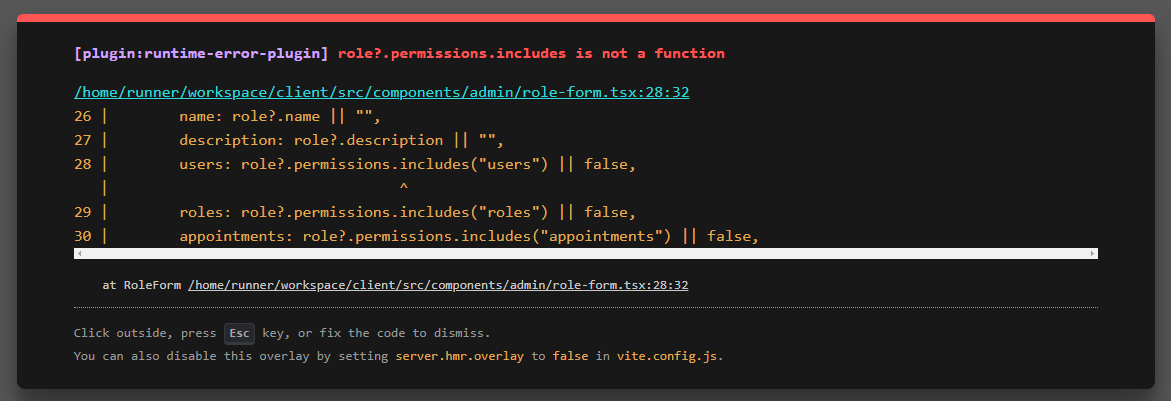 [plugin:runtime-error-plugin] role?.permissions.includes is not a function
/home/runner/workspace/client/src/components/admin/role-form.tsx:28:32
26 |        name: role?.name || "",
27 |        description: role?.description || "",
28 |        users: role?.permissions.includes("users") || false,
   |                                  ^
29 |        roles: role?.permissions.includes("roles") || false,
30 |        appointments: role?.permissions.includes("appointments") || false,
at RoleForm /home/runner/workspace/client/src/components/admin/role-form.tsx:28:32
Click outside, press Esc key, or fix the code to dismiss.
You can also disable this overlay by setting server.hmr.overlay to false in vite.config.js.